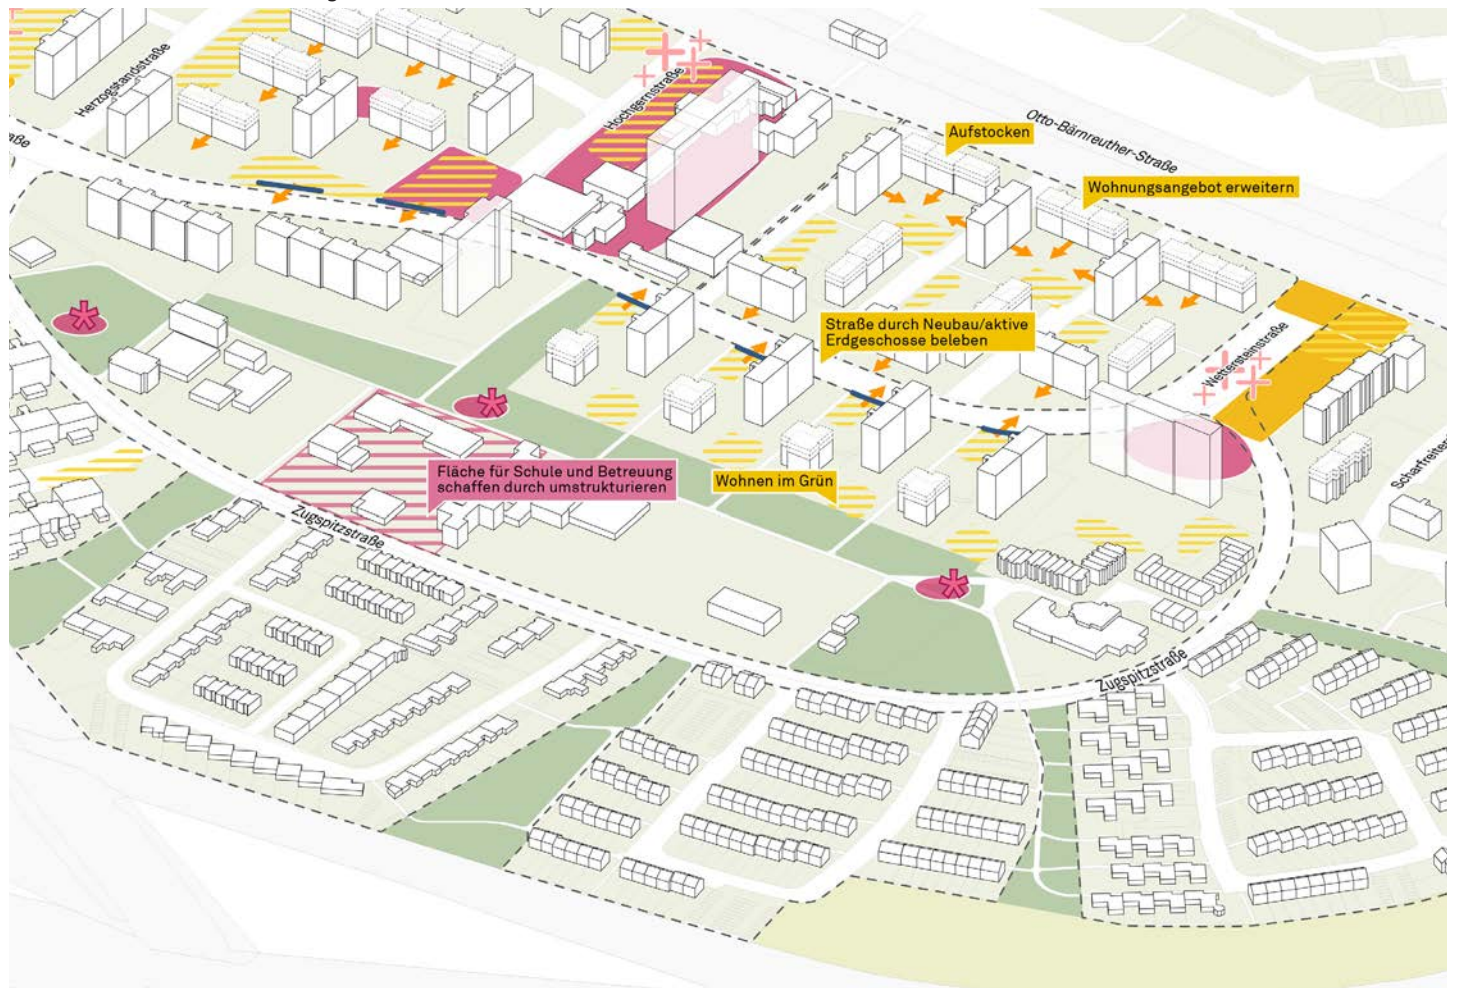 Herzogstandstraße
Hochgernstraße
Otto-Bärnreuther-Straße
Aufstocken
Wohnungsangebot erweitern
Straße durch Neubau/aktive
Erdgeschosse beleben
Wettersteinstraße
Fläche für Schule und Betreuung
schaffen durch umstrukturieren
Wohnen im Grün
Zugspitzstraße
Zugspitzstraße